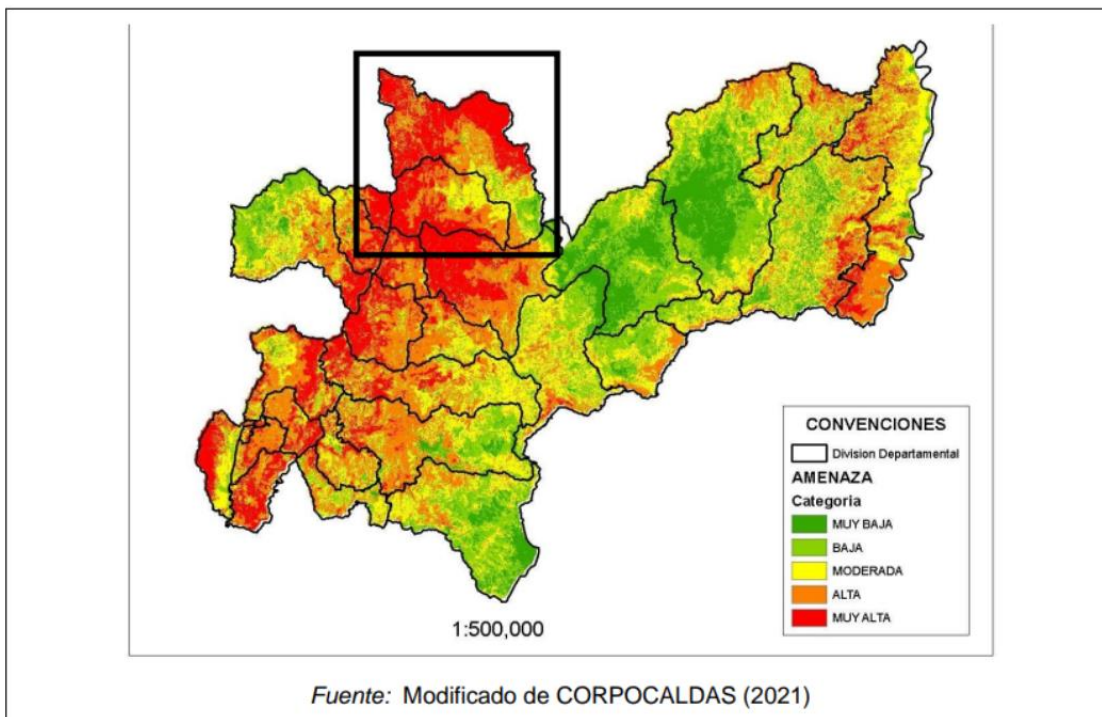 CONVENCIONES
Division Departamental
AMENAZA
Categoria
MUY BAJA
BAJA
MODERADA
ALTA
MUY ALTA
1:500,000
Fuente: Modificado de CORPOCALDAS (2021)